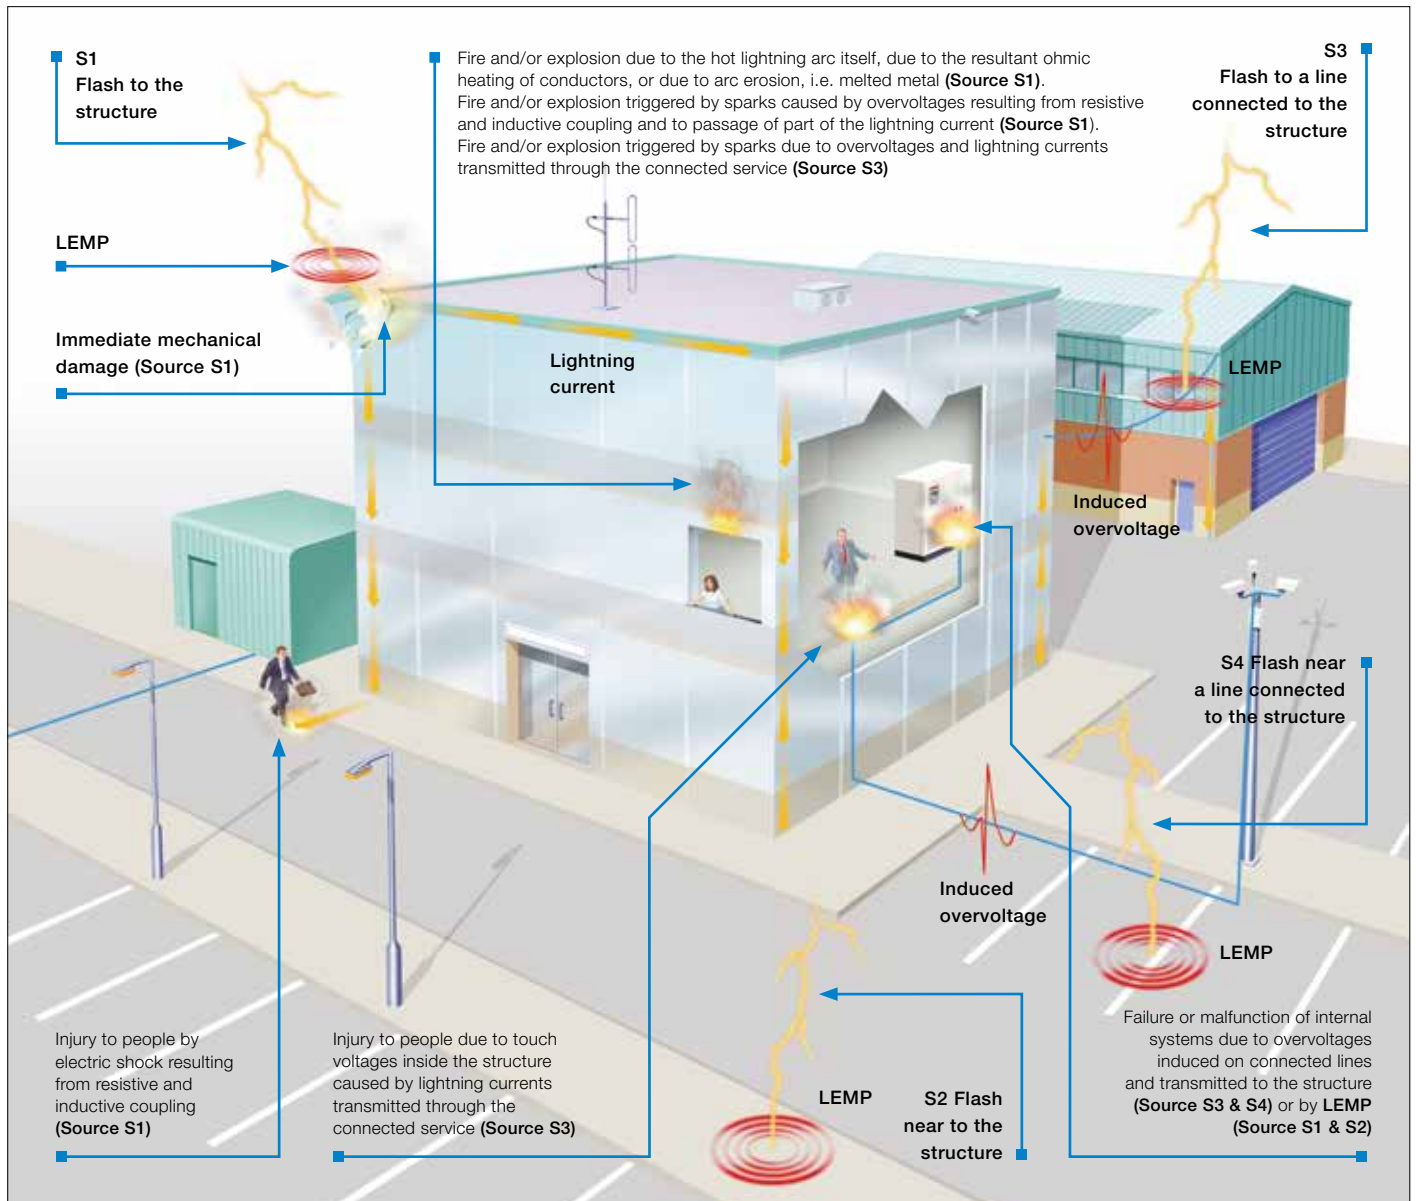 S1
Flash to the
structure
Fire and/or explosion due to the hot lightning arc itself, due to the resultant ohmic
heating of conductors, or due to arc erosion, i.e. melted metal (Source S1).
Fire and/or explosion triggered by sparks caused by overvoltages resulting from resistive
and inductive coupling and to passage of part of the lightning current (Source S1).
Fire and/or explosion triggered by sparks due to overvoltages and lightning currents
transmitted through the connected service (Source S3)
S3
Flash to a line
connected to the
structure
LEMP
Immediate mechanical
damage (Source S1)
Lightning
current
LEMP
Induced
overvoltage
S4 Flash near
a line connected
to the structure
Induced
overvoltage
LEMP
Injury to people by
electric shock resulting
from resistive and
inductive coupling
(Source S1)
Injury to people due to touch
voltages inside the structure
caused by lightning currents
transmitted through the
connected service (Source S3)
LEMP
S2 Flash
near to the
structure
Failure or malfunction of internal
systems due to overvoltages
induced on connected lines
and transmitted to the structure
(Source S3 & S4) or by LEMP
(Source S1 & S2)